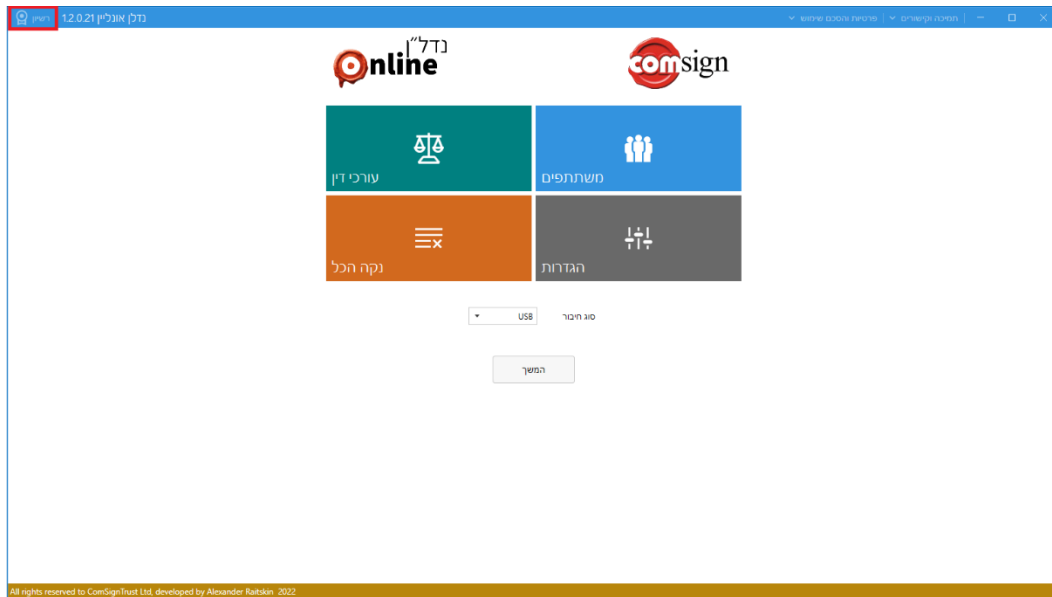 רשיון
נדלן אונליין 1.2.0.21
פרטיות והסכם שימוש
תמיכה וקישורים
נדל"ן
Online
comsign
עורכי דין
משתתפים
נקה הכל
הגדרות
סוג חיבור
USB
המשך
All rights reserved to ComSignTrust Ltd, developed by Alexander Raitskin 2022